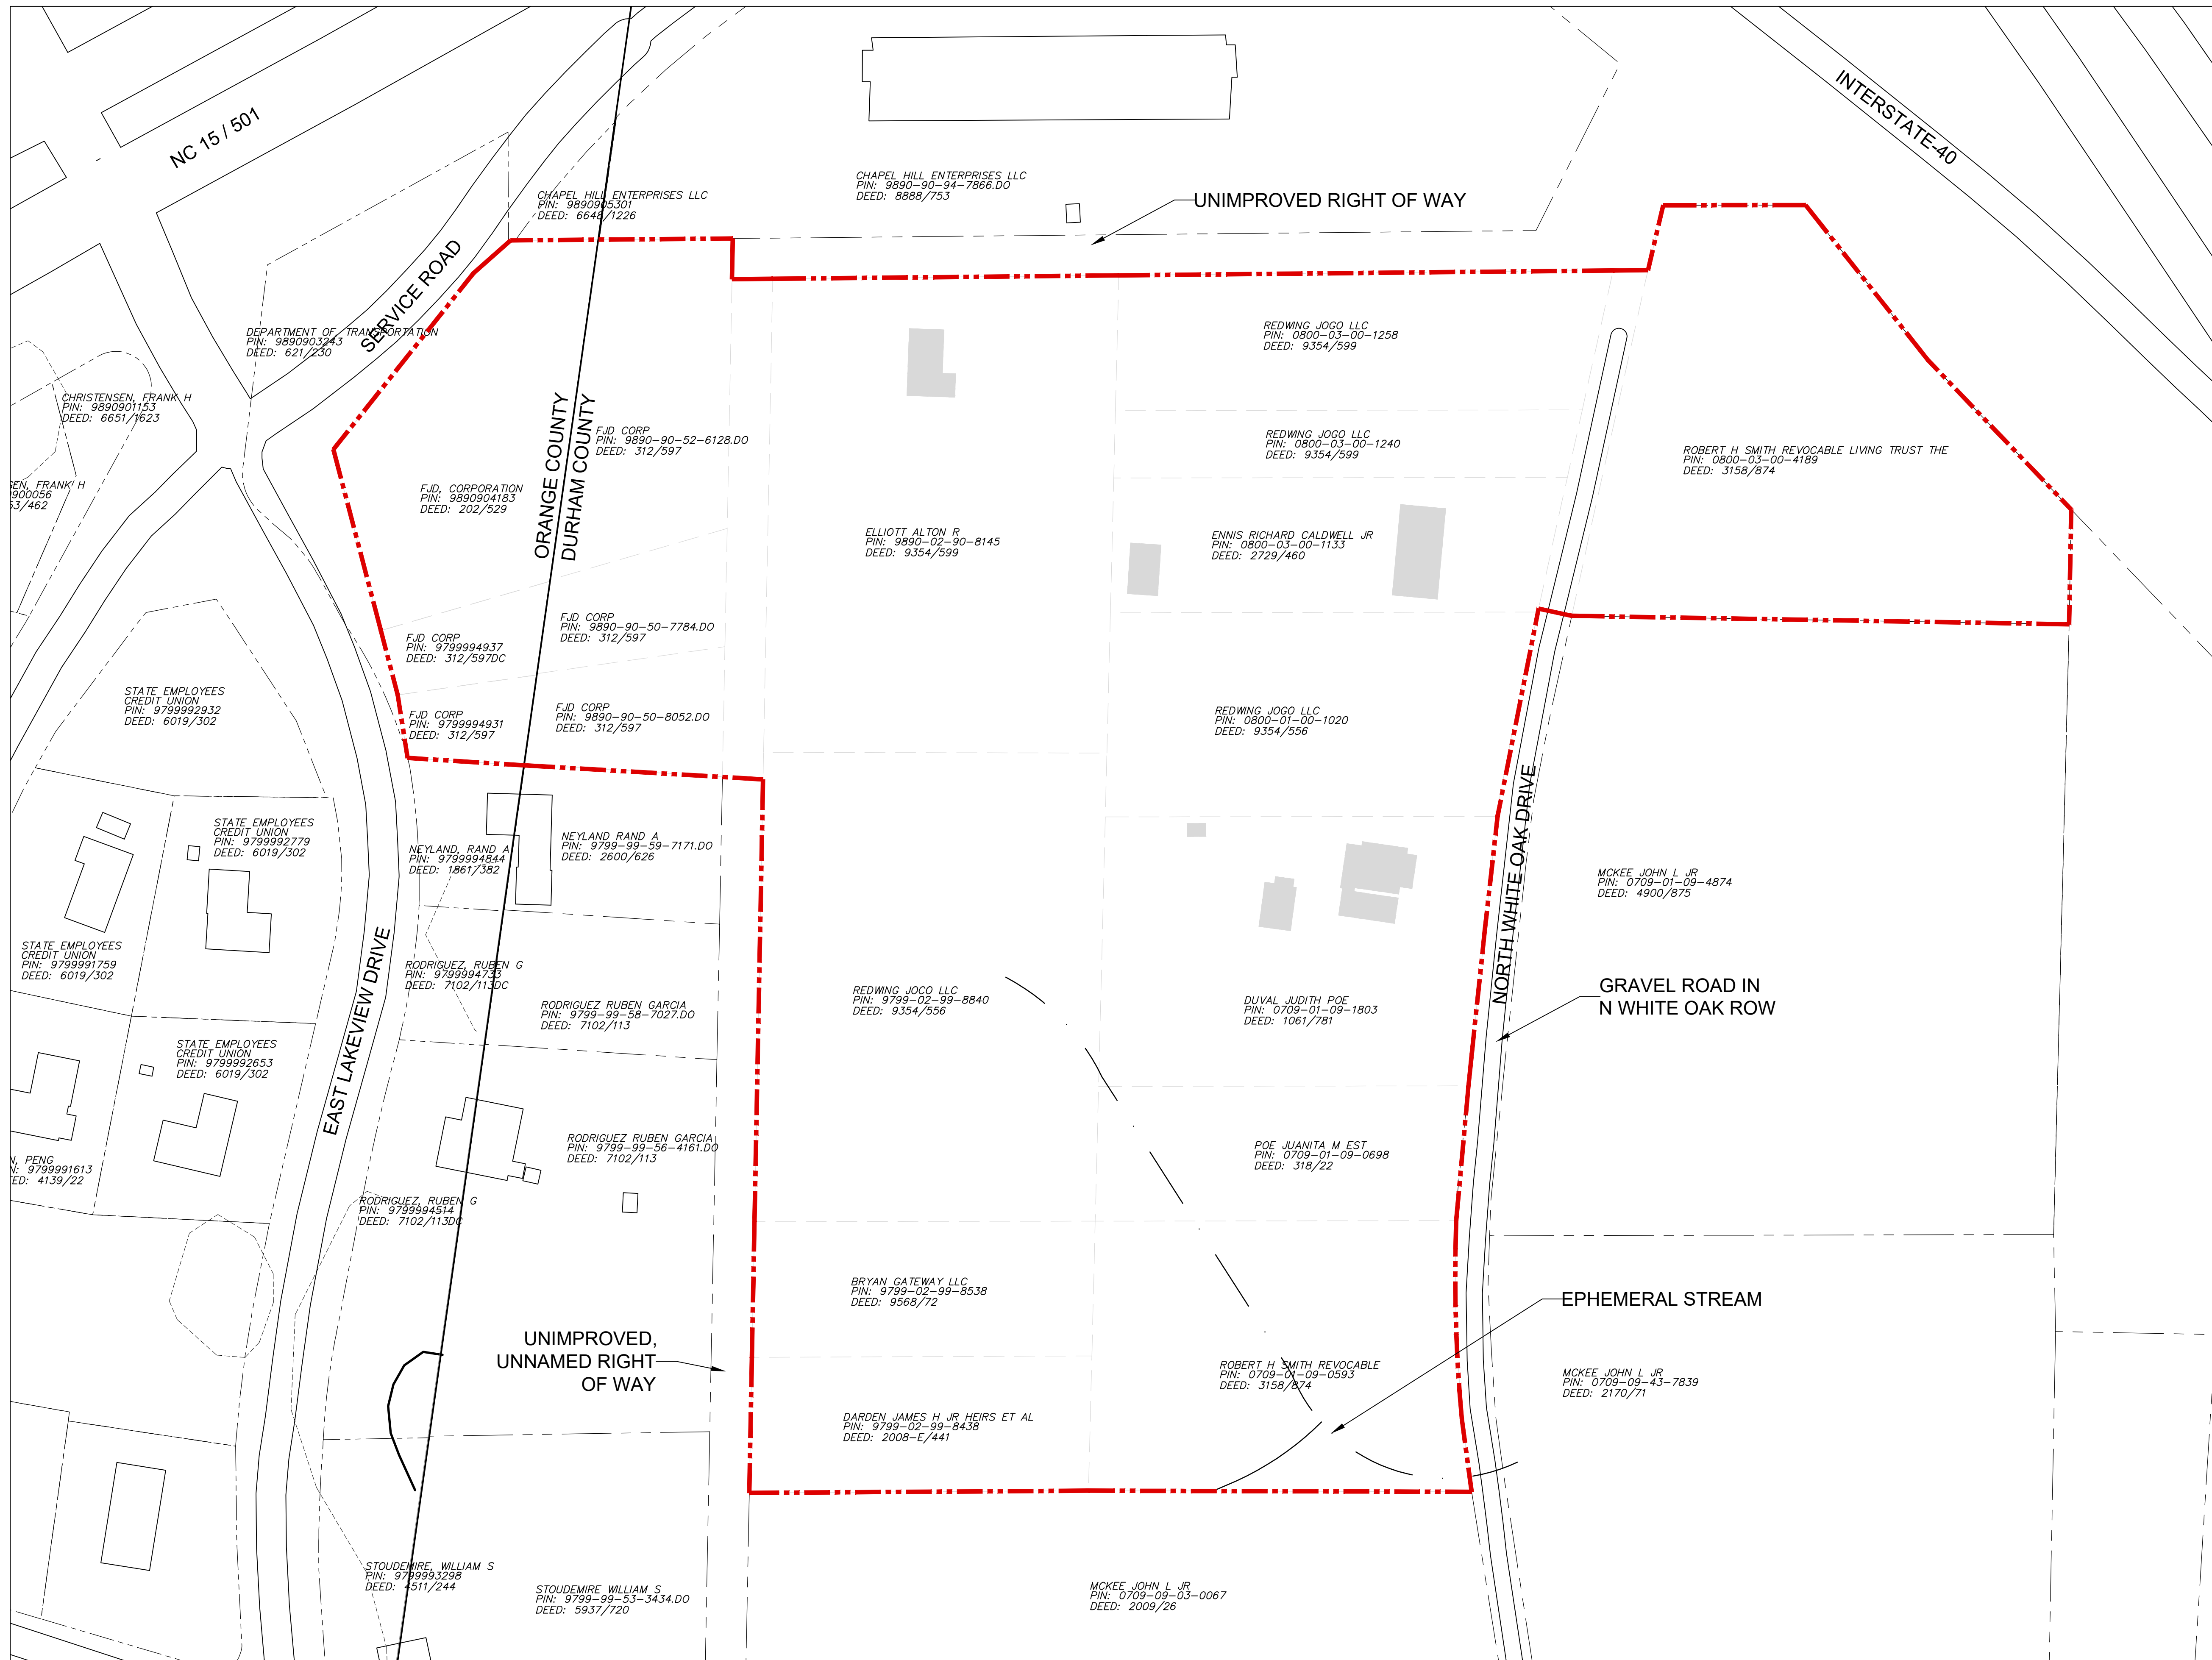 NC 15 / 501
INTERSTATE-40
CHAPEL HILL ENTERPRISES LLC
PIN: 9890905301
DEED: 6648/1226
CHAPEL HILL ENTERPRISES LLC
PIN: 9890-90-94-7866.DO
DEED: 8888/753
UNIMPROVED RIGHT OF WAY
SERVICE ROAD
DEPARTMENT OF TRANSPORTATION
PIN: 9890903243
DEED: 621/230
REDWING JOGO LLC
PIN: 0800-03-00-1258
DEED: 9354/599
CHRISTENSEN, FRANK H
PIN: 9890901153
DEED: 6651/1623
ORANGE COUNTY
DURHAM COUNTY
FJD CORP
PIN: 9890-90-52-6128.DO
DEED: 312/597
REDWING JOGO LLC
PIN: 0800-03-00-1240
DEED: 9354/599
ROBERT H SMITH REVOCABLE LIVING TRUST THE
PIN: 0800-03-00-4189
DEED: 3158/874
SEN, FRANK H
900056
53/462
FJD, CORPORATION
PIN: 9890904183
DEED: 202/529
ELLIOTT ALTON R
PIN: 9890-02-90-8145
DEED: 9354/599
ENNIS RICHARD CALDWELL JR
PIN: 0800-03-00-1133
DEED: 2729/460
FJD CORP
PIN: 9799994937
DEED: 312/597DC
FJD CORP
PIN: 9890-90-50-7784.DO
DEED: 312/597
STATE EMPLOYEES
CREDIT UNION
PIN: 9799992932
DEED: 6019/302
FJD CORP
PIN: 9799994931
DEED: 312/597
FJD CORP
PIN: 9890-90-50-8052.DO
DEED: 312/597
REDWING JOGO LLC
PIN: 0800-01-00-1020
DEED: 9354/556
NORTH WHITE OAK DRIVE
STATE EMPLOYEES
CREDIT UNION
PIN: 9799992779
DEED: 6019/302
NEYLAND, RAND A
PIN: 9799994844
DEED: 1861/382
NEYLAND RAND A
PIN: 9799-99-59-7171.DO
DEED: 2600/626
MCKEE JOHN L JR
PIN: 0709-01-09-4874
DEED: 4900/875
STATE EMPLOYEES
CREDIT UNION
PIN: 9799991759
DEED: 6019/302
EAST LAKEVIEW DRIVE
RODRIGUEZ, RUBEN G
PIN: 9799994733
DEED: 7102/113DC
RODRIGUEZ RUBEN GARCIA
PIN: 9799-99-58-7027.DO
DEED: 7102/113
REDWING JOCO LLC
PIN: 9799-02-99-8840
DEED: 9354/556
DUVAL JUDITH POE
PIN: 0709-01-09-1803
DEED: 1061/781
GRAVEL ROAD IN
N WHITE OAK ROW
STATE EMPLOYEES
CREDIT UNION
PIN: 9799992653
DEED: 6019/302
N, PENG
N: 9799991613
ED: 4139/22
RODRIGUEZ RUBEN GARCIA
PIN: 9799-99-56-4161.DO
DEED: 7102/113
POE JUANITA M EST
PIN: 0709-01-09-0698
DEED: 318/22
RODRIGUEZ, RUBEN G
PIN: 9799994514
DEED: 7102/113DC
BRYAN GATEWAY LLC
PIN: 9799-02-99-8538
DEED: 9568/72
EPHEMERAL STREAM
UNIMPROVED,
UNNAMED RIGHT
OF WAY
ROBERT H SMITH REVOCABLE
PIN: 0709-01-09-0593
DEED: 3158/874
MCKEE JOHN L JR
PIN: 0709-09-43-7839
DEED: 2170/71
DARDEN JAMES H JR HEIRS ET AL
PIN: 9799-02-99-8438
DEED: 2008-E/441
STOUDEMIRE, WILLIAM S
PIN: 9799993298
DEED: 4511/244
STOUDEMIRE WILLIAM S
PIN: 9799-99-53-3434.DO
DEED: 5937/720
MCKEE JOHN L JR
PIN: 0709-09-03-0067
DEED: 2009/26